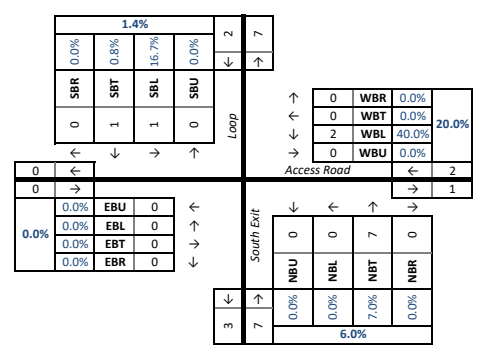 1.4%
0.0% 0.8% 16.7% 0.0% 2 7
↓ ↑
SBR SBT SBL SBU
0 1 1 0
Loop
← ↓ → ↑
↑ 0 WBR 0.0%
← 0 WBT 0.0%
↓ 2 WBL 40.0%
→ 0 WBU 0.0%
20.0%
0 ← Access Road ← 2
0 → → 1
0.0%
0.0% EBU 0 ←
0.0% EBL 0 ↑
0.0% EBT 0 →
0.0% EBR 0 ↓
South Exit
↓ ← ↑ →
0 0 7 0
NBU NBL NBT NBR
↓ ↑
3 7 0.0% 0.0% 7.0% 0.0%
6.0%